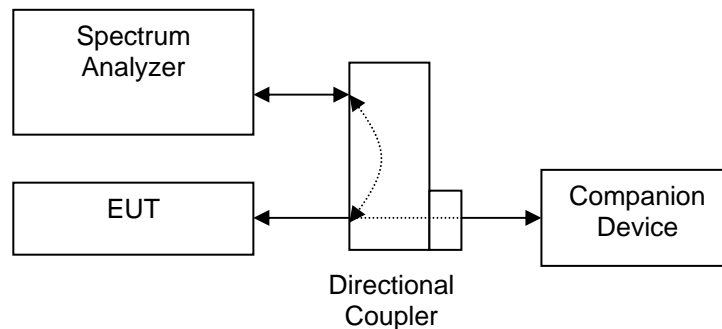 Spectrum
Analyzer
EUT
Companion
Device
Directional
Coupler